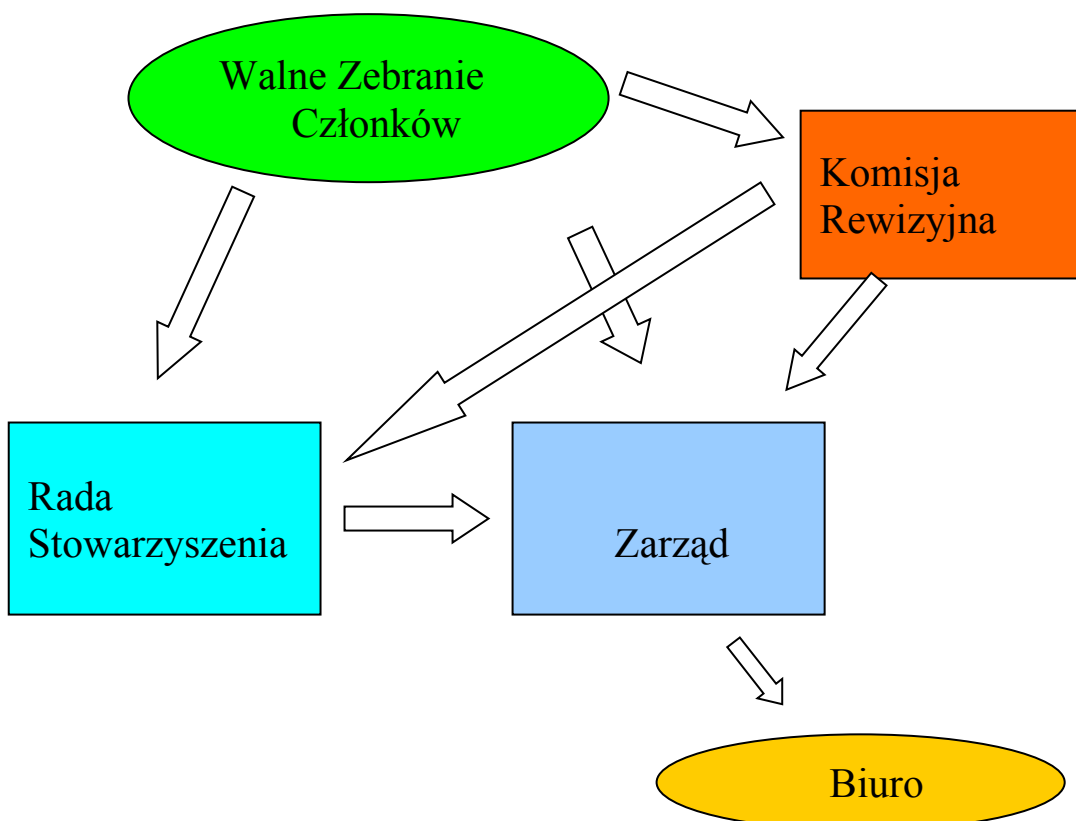 Walne Zebranie
Członków
Komisja
Rewizyjna
Rada
Stowarzyszenia
Zarząd
Biuro